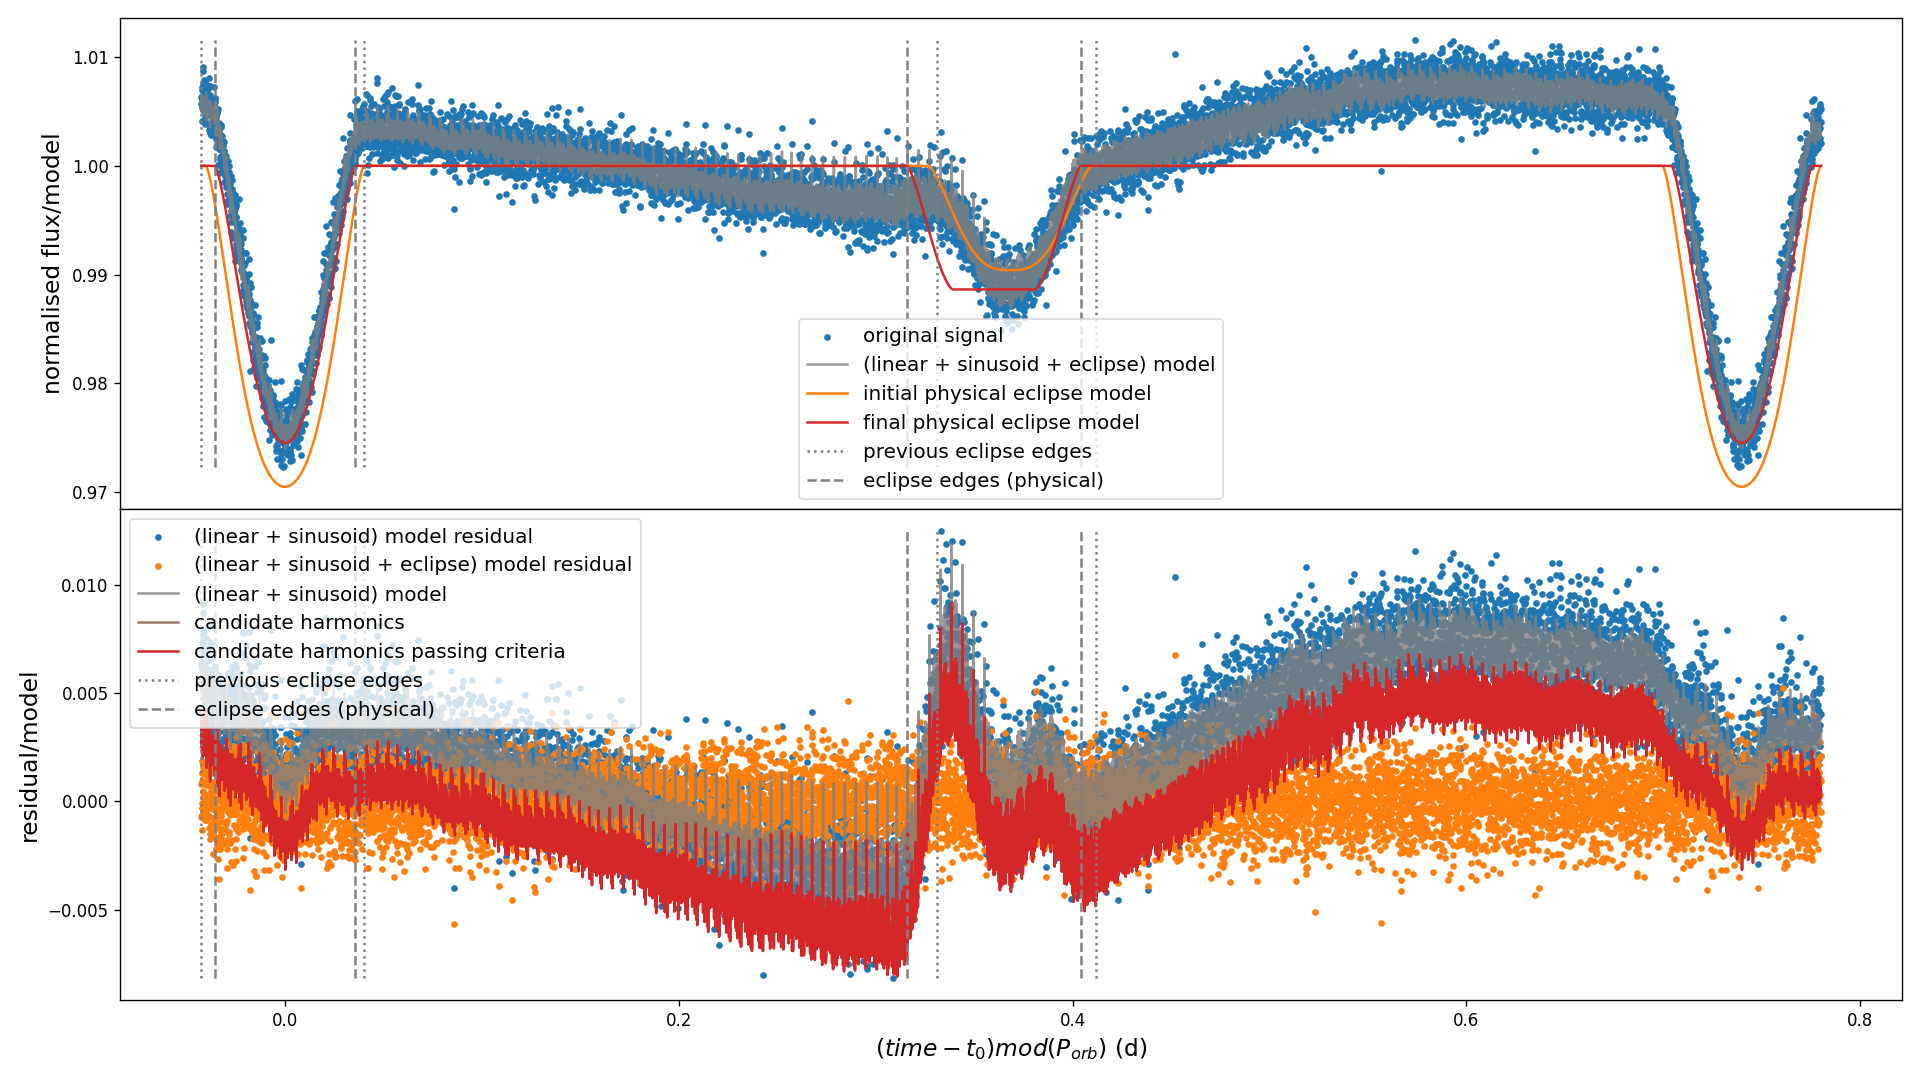 normalised flux/model
1.01
1.00
0.99
0.98
0.97
original signal
(linear + sinusoid + eclipse) model
initial physical eclipse model
final physical eclipse model
previous eclipse edges
eclipse edges (physical)
residual/model
0.010
0.005
0.000
−0.005
(linear + sinusoid) model residual
(linear + sinusoid + eclipse) model residual
(linear + sinusoid) model
candidate harmonics
candidate harmonics passing criteria
previous eclipse edges
eclipse edges (physical)
0.0 0.2 0.4 0.6 0.8
(time − t₀)mod(Pₒᵣb) (d)